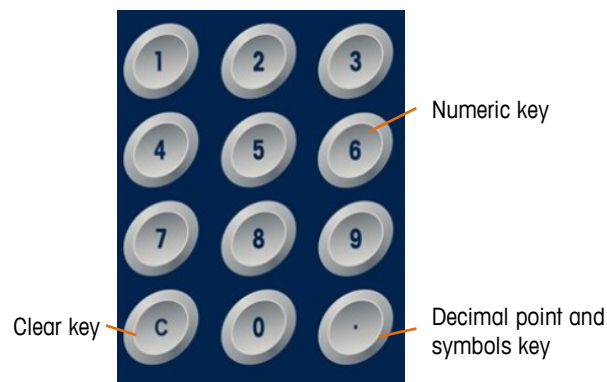 1 2 3
4 5 6
Numeric key
7 8 9
C 0 .
Clear key
Decimal point and
symbols key